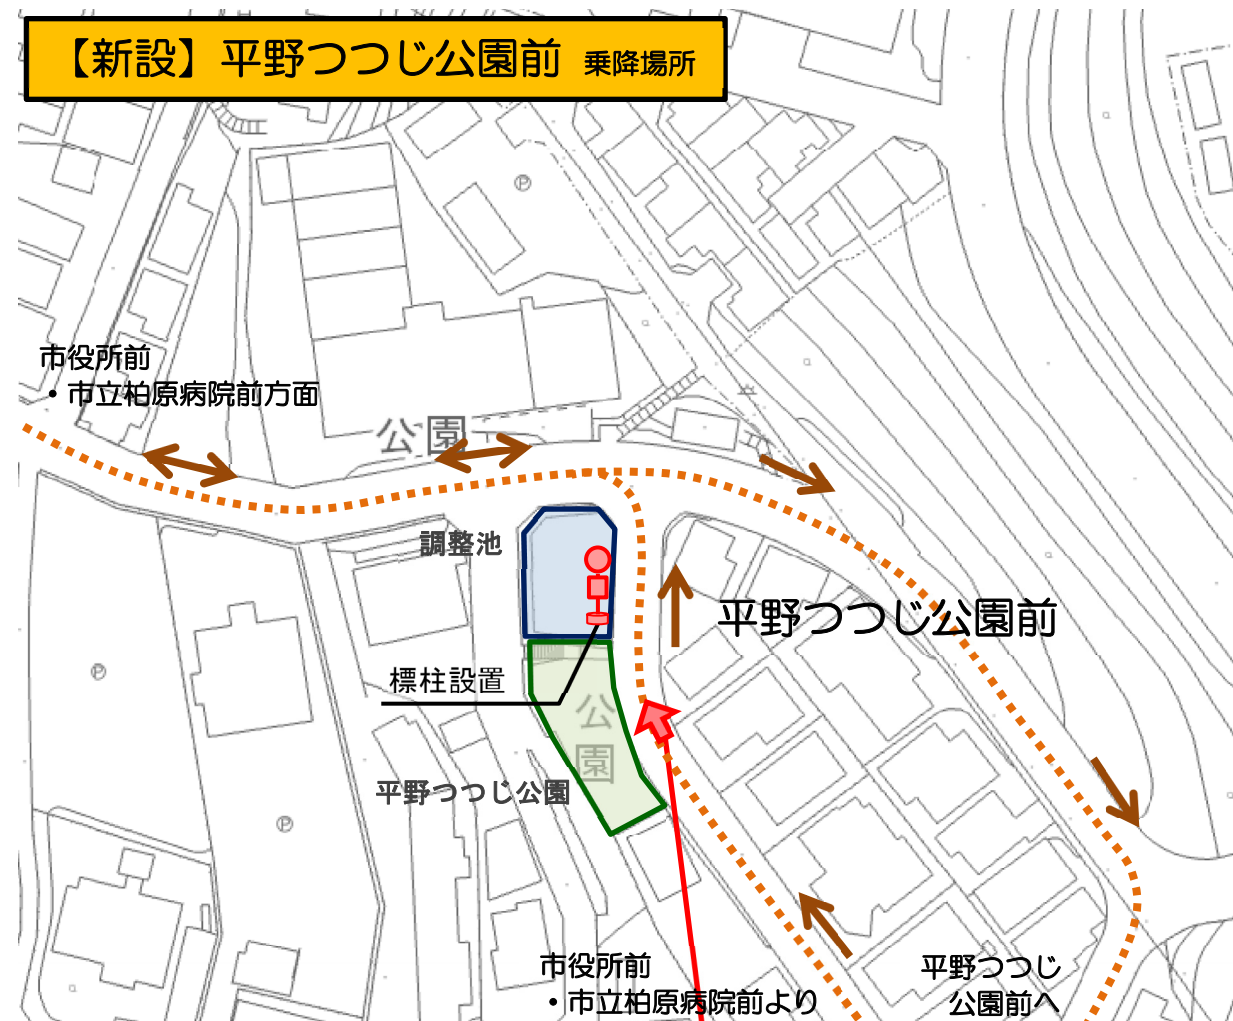 【新設】平野つつじ公園前 乗降場所
Ⓟ
市役所前
・市立柏原病院前方面
公園
調整池
平野つつじ公園前
標柱設置
Ⓟ
公
園
平野つつじ公園
Ⓟ
市役所前
・市立柏原病院前より
平野つつじ
公園前へ